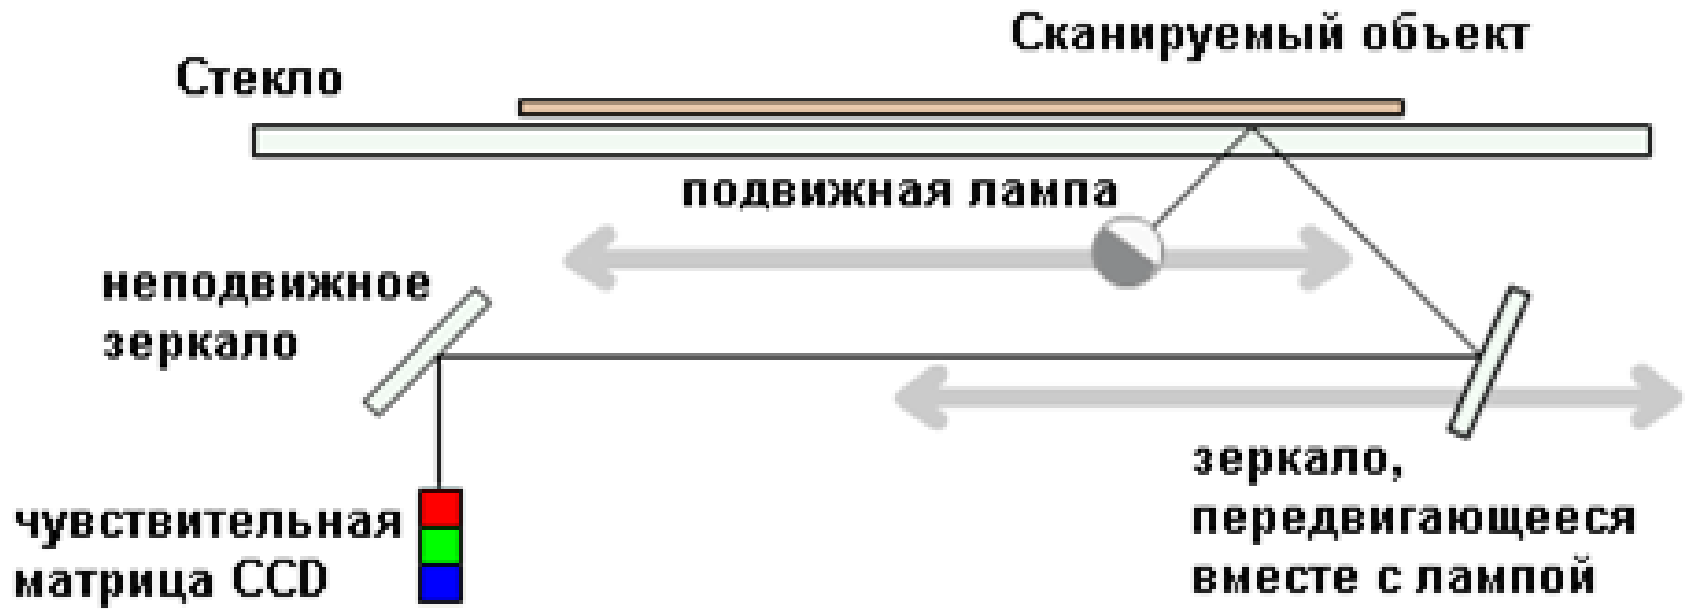 Сканируемый объект
Стекло
подвижная лампа
неподвижное
зеркало
зеркало,
передвигающееся
вместе с лампой
чувствительная
матрица CCD